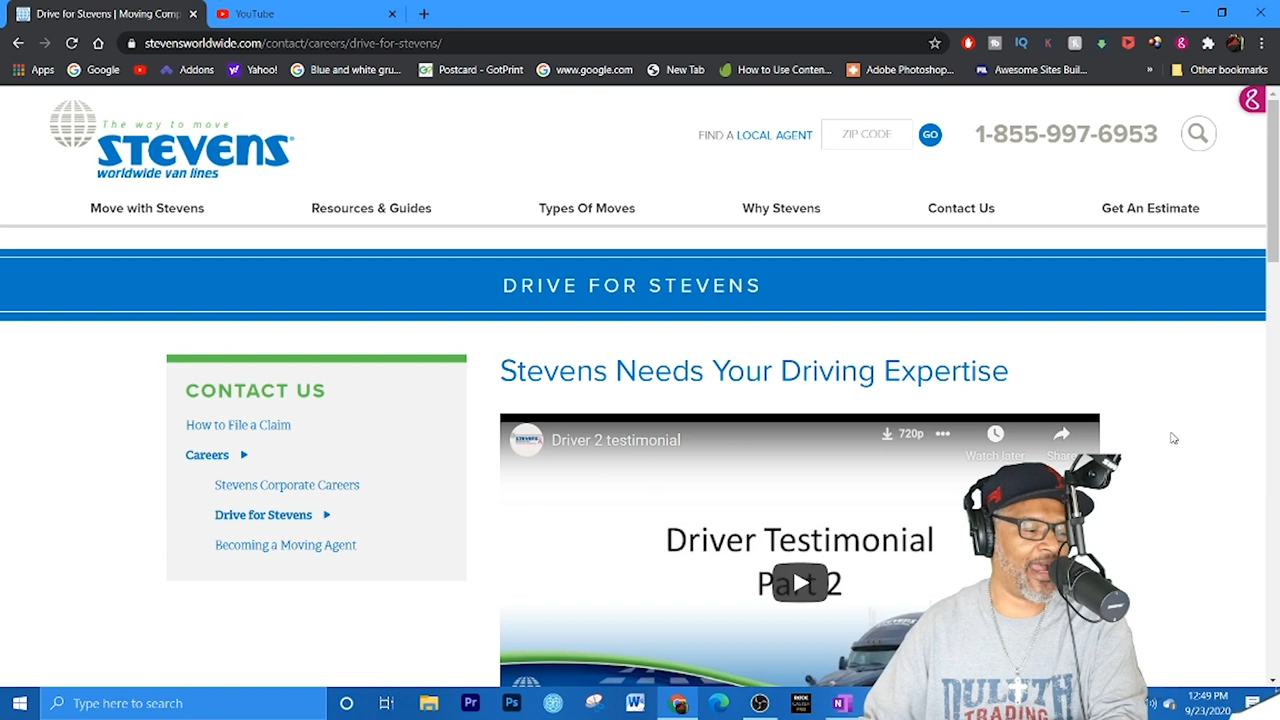 Drive for Stevens | Moving Comp
YouTube
stevensworldwide.com/contact/careers/drive-for-stevens/
Apps
Google
Addons
Yahoo!
Blue and white gru...
Postcard - GotPrint
www.google.com
New Tab
How to Use Conten...
Adobe Photoshop...
Awesome Sites Buil...
»
Other bookmarks
The way to move
STEVENS
worldwide van lines
FIND A LOCAL AGENT
ZIP CODE
GO
1-855-997-6953
Move with Stevens
Resources & Guides
Types Of Moves
Why Stevens
Contact Us
Get An Estimate
DRIVE FOR STEVENS
CONTACT US
How to File a Claim
Careers
Stevens Corporate Careers
Drive for Stevens
Becoming a Moving Agent
Stevens Needs Your Driving Expertise
Driver 2 testimonial
720p
Watch later
Share
Driver Testimonial
Part 2
DULUTH
TRADING
Type here to search
12:49 PM
9/23/2020